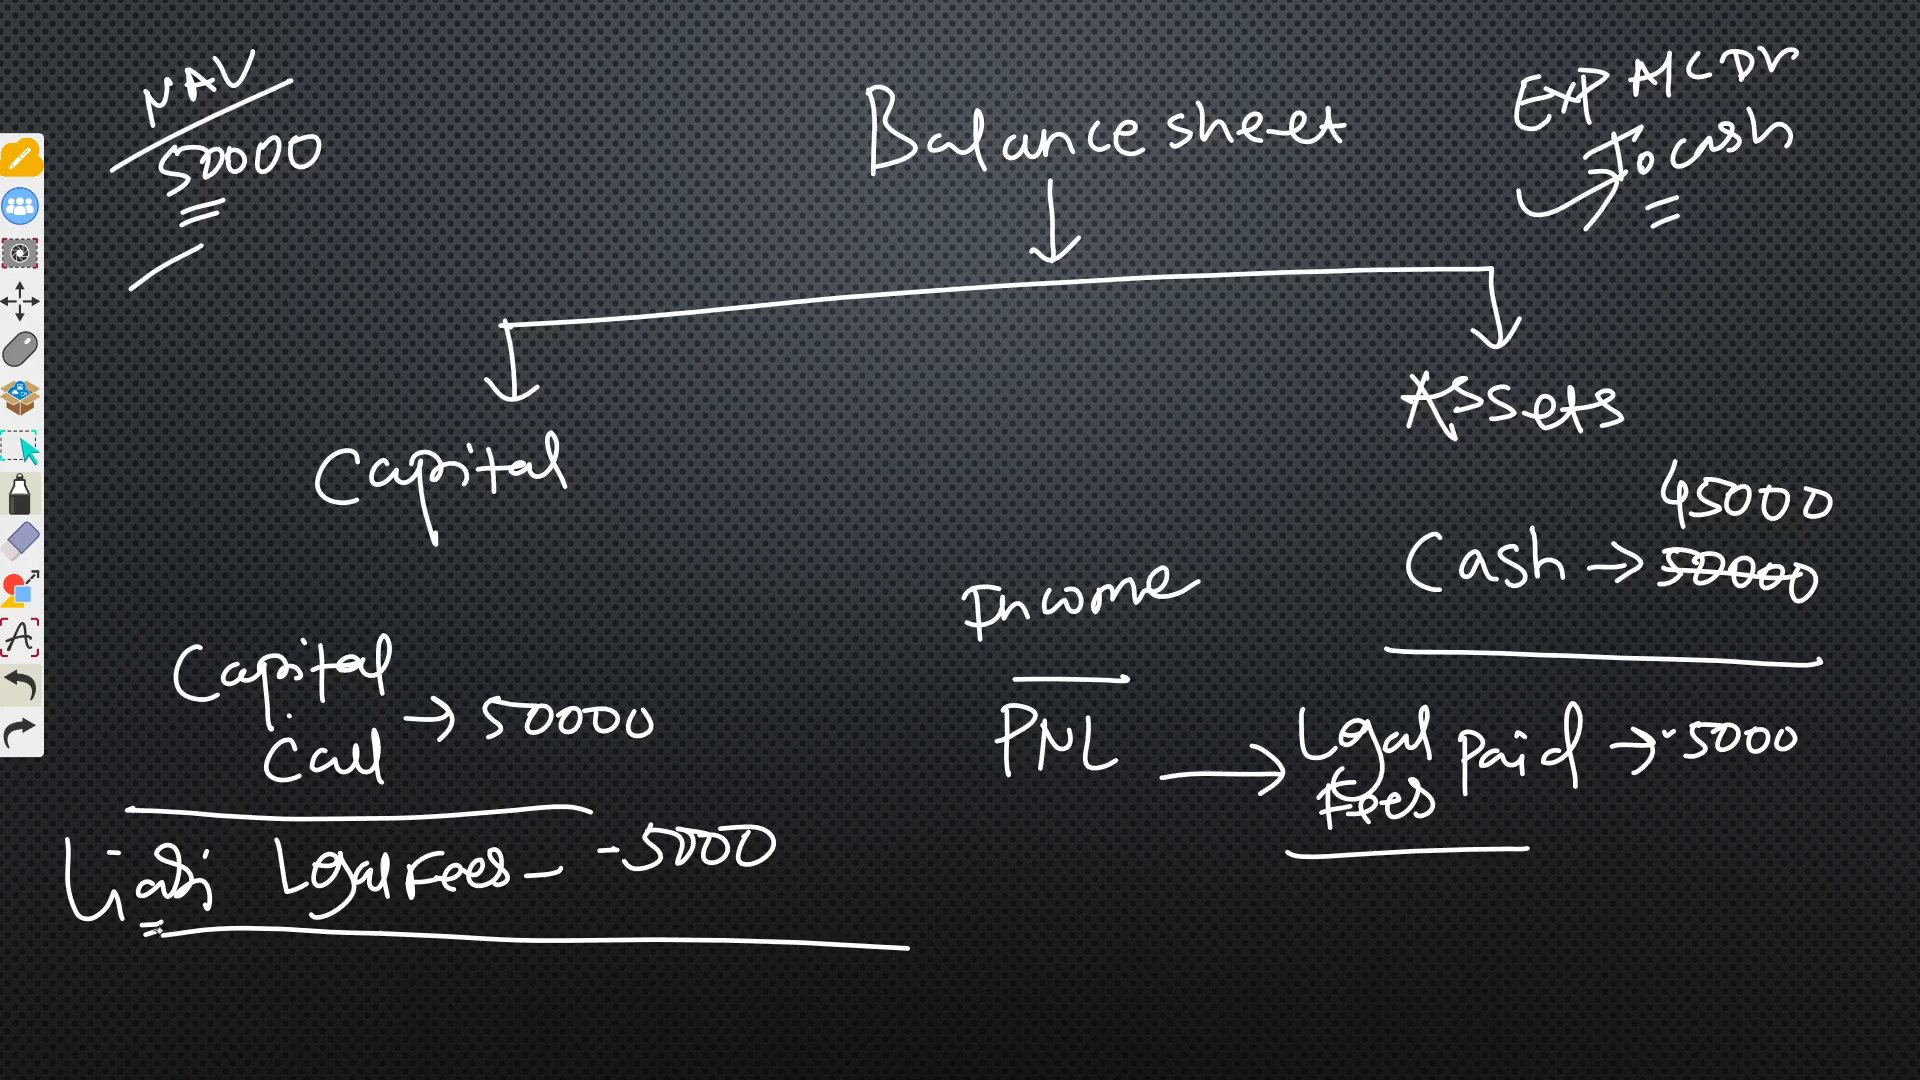 NAV
50000
Balance sheet
Exp A/C Dr
To cash
Capital
Assets
45000
Cash → 50000
Income
Capital
Call → 50000
PNL → Legal Paid → 5000
Fees
Legal Fees - -5000